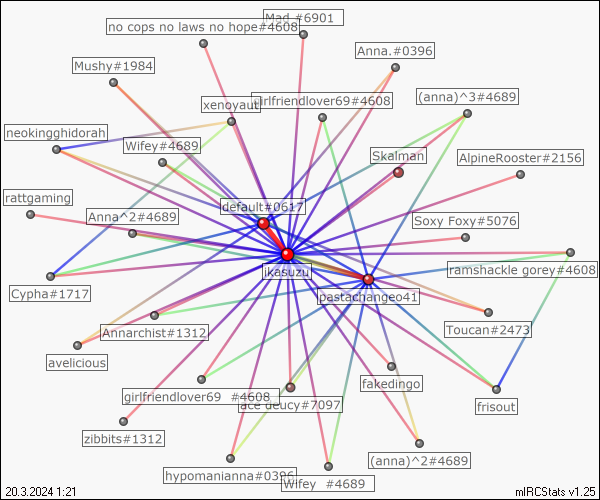 Mad #6901
no cops no laws no hope#4608
Anna.#0396
Mushy#1984
xenoyaut
girlfriendlover69#4608
(anna)^3#4689
neokingghidorah
Wifey#4689
Skalman
AlpineRooster#2156
rattgaming
default#0617
Anna^2#4689
Soxy Foxy#5076
ikasuzu
ramshackle gorey#4608
Cypha#1717
pastachangeo41
Annarchist#1312
Toucan#2473
avelicious
fakedingo
girlfriendlover69 #4608
ace deucy#7097
frisout
zibbits#1312
(anna)^2#4689
hypomanianna#0396
Wifey #4689
20.3.2024 1:21
mIRCStats v1.25